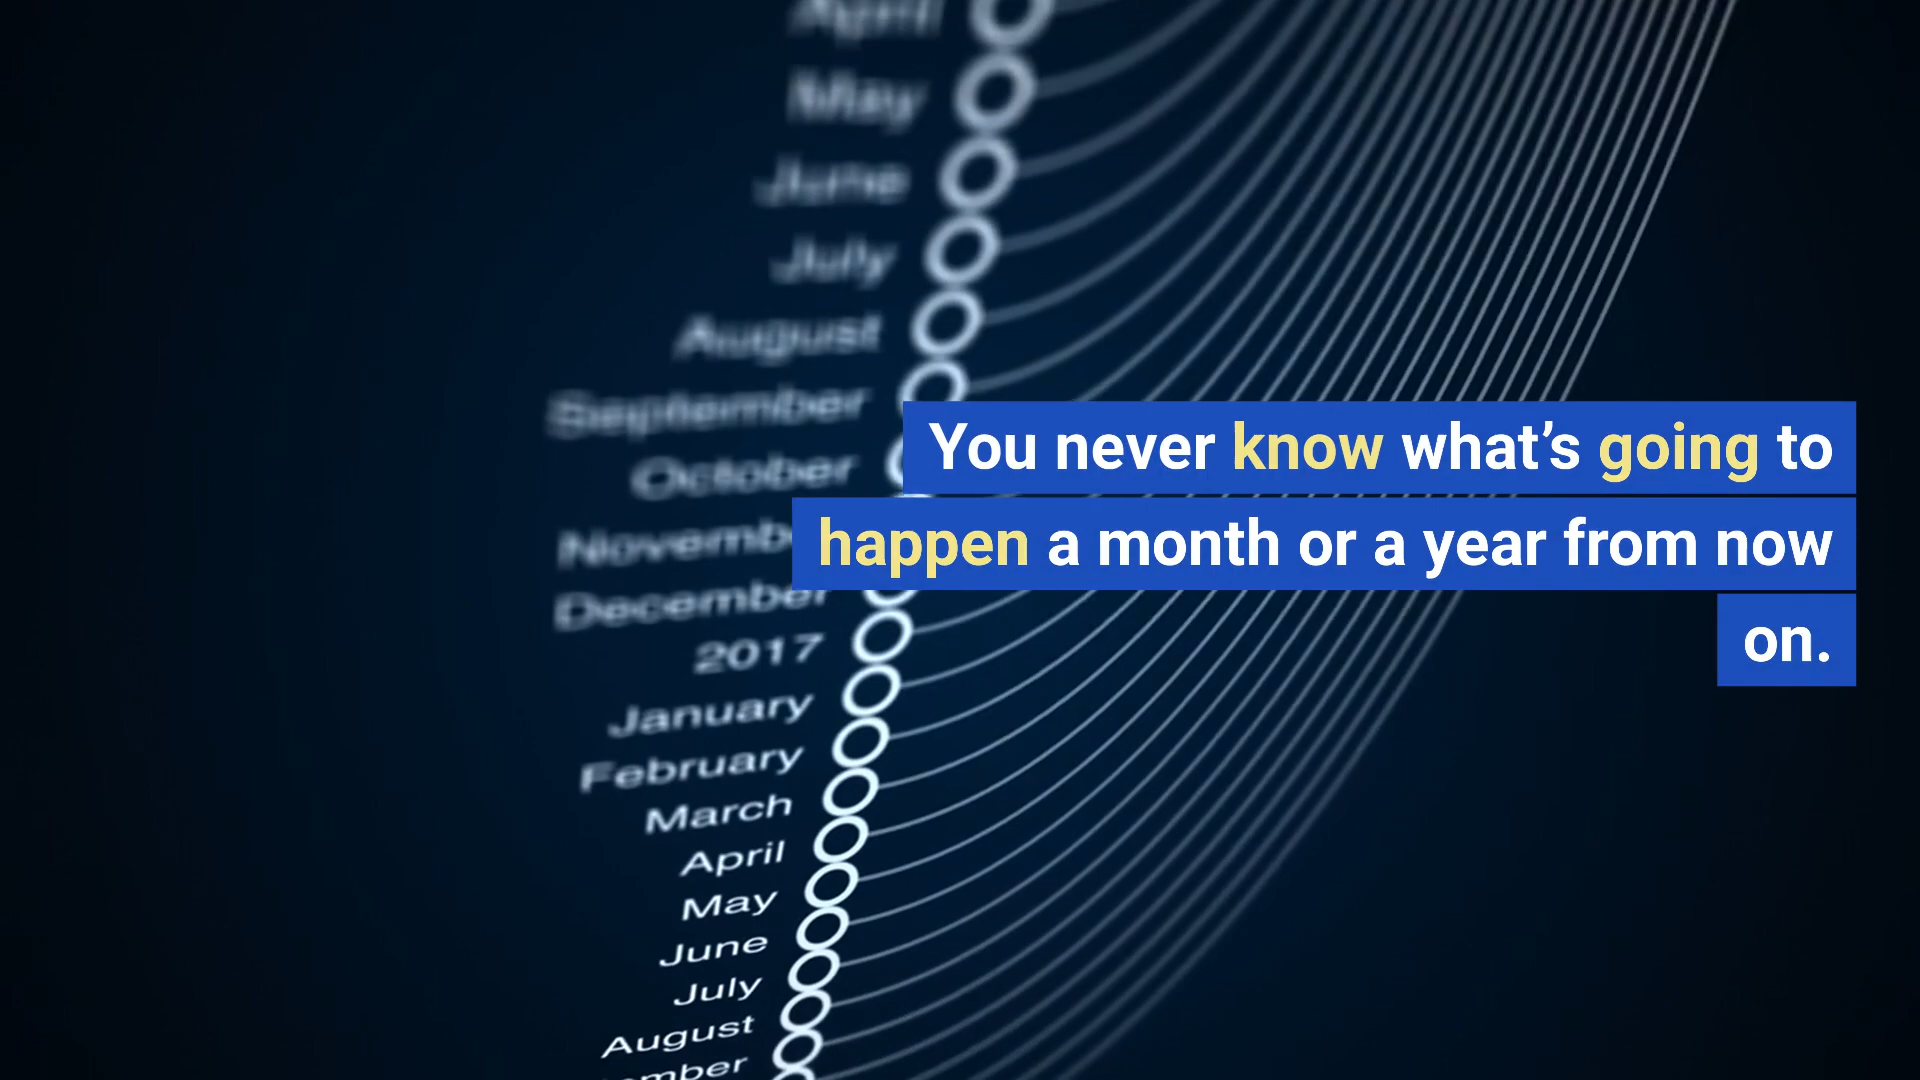 April
May
June
July
August
September
October
You never know what’s going to
happen a month or a year from now
on.
December
2017
January
February
March
April
May
June
July
August